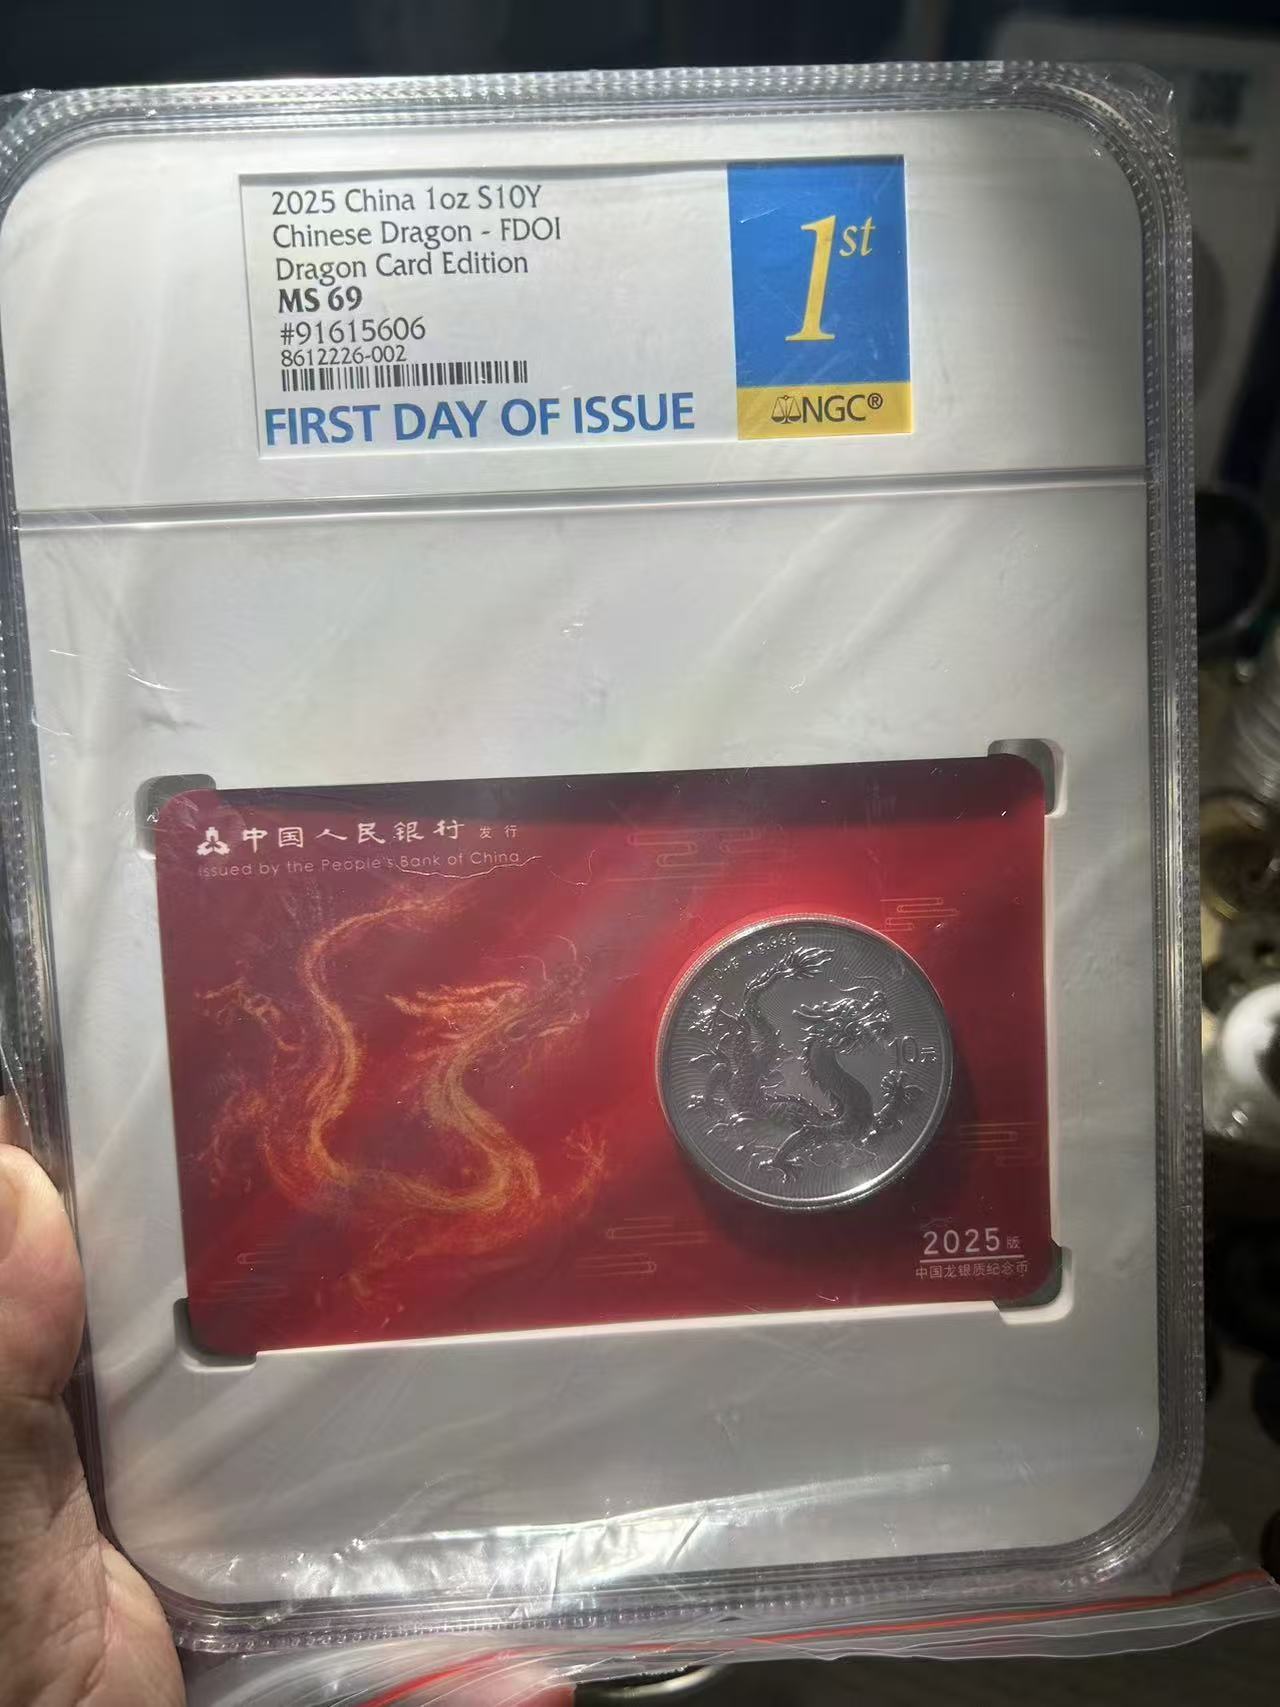 2025 China 1oz S10Y
Chinese Dragon - FDOI
Dragon Card Edition
MS 69
#91615606
8612226-002
FIRST DAY OF ISSUE
1st
NGC®
中国人民银行 发行
Issued by the People's Bank of China
10元
2025版
中国龙银质纪念币